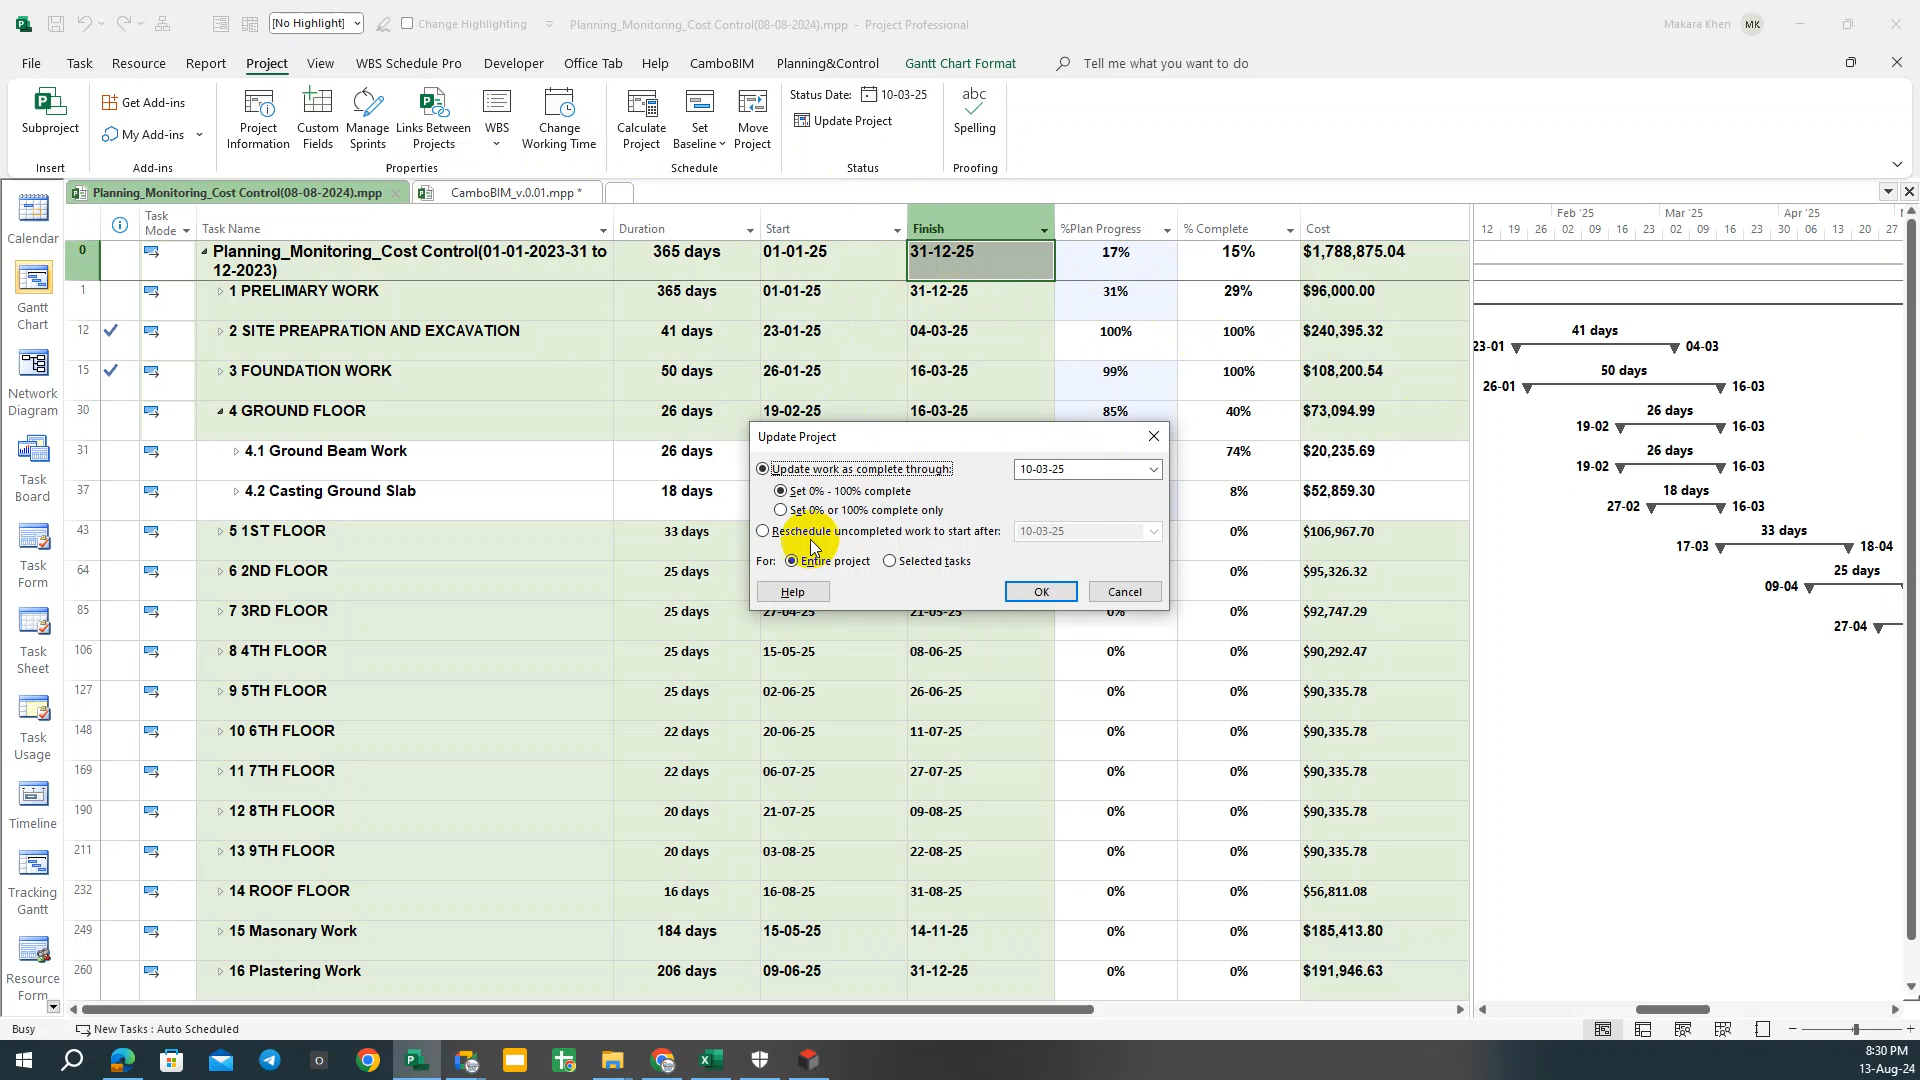 [No Highlight]
Change Highlighting
Planning_Monitoring_Cost Control(08-08-2024).mpp - Project Professional
Makara Khen
MK
File Task Resource Report Project View WBS Schedule Pro Developer Office Tab Help CamboBIM Planning&Control Gantt Chart Format Tell me what you want to do
Subproject
Insert
Get Add-ins
My Add-ins
Add-ins
Project Information
Custom Fields
Manage Sprints
Links Between Projects
WBS
Change Working Time
Properties
Calculate Project
Set Baseline
Move Project
Schedule
Status Date: 10-03-25
Update Project
Status
abc
Spelling
Proofing
Planning_Monitoring_Cost Control(08-08-2024).mpp
CamboBIM_v.0.01.mpp *
Calendar
Gantt Chart
Network Diagram
Task Board
Task Form
Task Sheet
Task Usage
Timeline
Tracking Gantt
Resource Form
Task Mode Task Name Duration Start Finish %Plan Progress % Complete Cost
0 Planning_Monitoring_Cost Control(01-01-2023-31 to 12-2023) 365 days 01-01-25 31-12-25 17% 15% $1,788,875.04
1 1 PRELIMARY WORK 365 days 01-01-25 31-12-25 31% 29% $96,000.00
12 2 SITE PREAPRATION AND EXCAVATION 41 days 23-01-25 04-03-25 100% 100% $240,395.32
15 3 FOUNDATION WORK 50 days 26-01-25 16-03-25 99% 100% $108,200.54
30 4 GROUND FLOOR 26 days 19-02-25 16-03-25 85% 40% $73,094.99
31 4.1 Ground Beam Work 26 days 74% $20,235.69
37 4.2 Casting Ground Slab 18 days 8% $52,859.30
43 5 1ST FLOOR 33 days 0% $106,967.70
64 6 2ND FLOOR 25 days 0% $95,326.32
85 7 3RD FLOOR 25 days 27-04-25 21-05-25 0% 0% $92,747.29
106 8 4TH FLOOR 25 days 15-05-25 08-06-25 0% 0% $90,292.47
127 9 5TH FLOOR 25 days 02-06-25 26-06-25 0% 0% $90,335.78
148 10 6TH FLOOR 22 days 20-06-25 11-07-25 0% 0% $90,335.78
169 11 7TH FLOOR 22 days 06-07-25 27-07-25 0% 0% $90,335.78
190 12 8TH FLOOR 20 days 21-07-25 09-08-25 0% 0% $90,335.78
211 13 9TH FLOOR 20 days 03-08-25 22-08-25 0% 0% $90,335.78
232 14 ROOF FLOOR 16 days 16-08-25 31-08-25 0% 0% $56,811.08
249 15 Masonary Work 184 days 15-05-25 14-11-25 0% 0% $185,413.80
260 16 Plastering Work 206 days 09-06-25 31-12-25 0% 0% $191,946.63
Update Project
Update work as complete through: 10-03-25
Set 0% - 100% complete
Set 0% or 100% complete only
Reschedule uncompleted work to start after: 10-03-25
For: Entire project Selected tasks
Help OK Cancel
Feb '25 Mar '25 Apr '25
12 19 26 02 09 16 23 02 09 16 23 30 06 13 20 27
41 days
23-01 04-03
50 days
26-01 16-03
26 days
19-02 16-03
26 days
19-02 16-03
18 days
27-02 16-03
33 days
17-03 18-04
25 days
09-04
27-04
Busy New Tasks : Auto Scheduled
8:30 PM
13-Aug-24